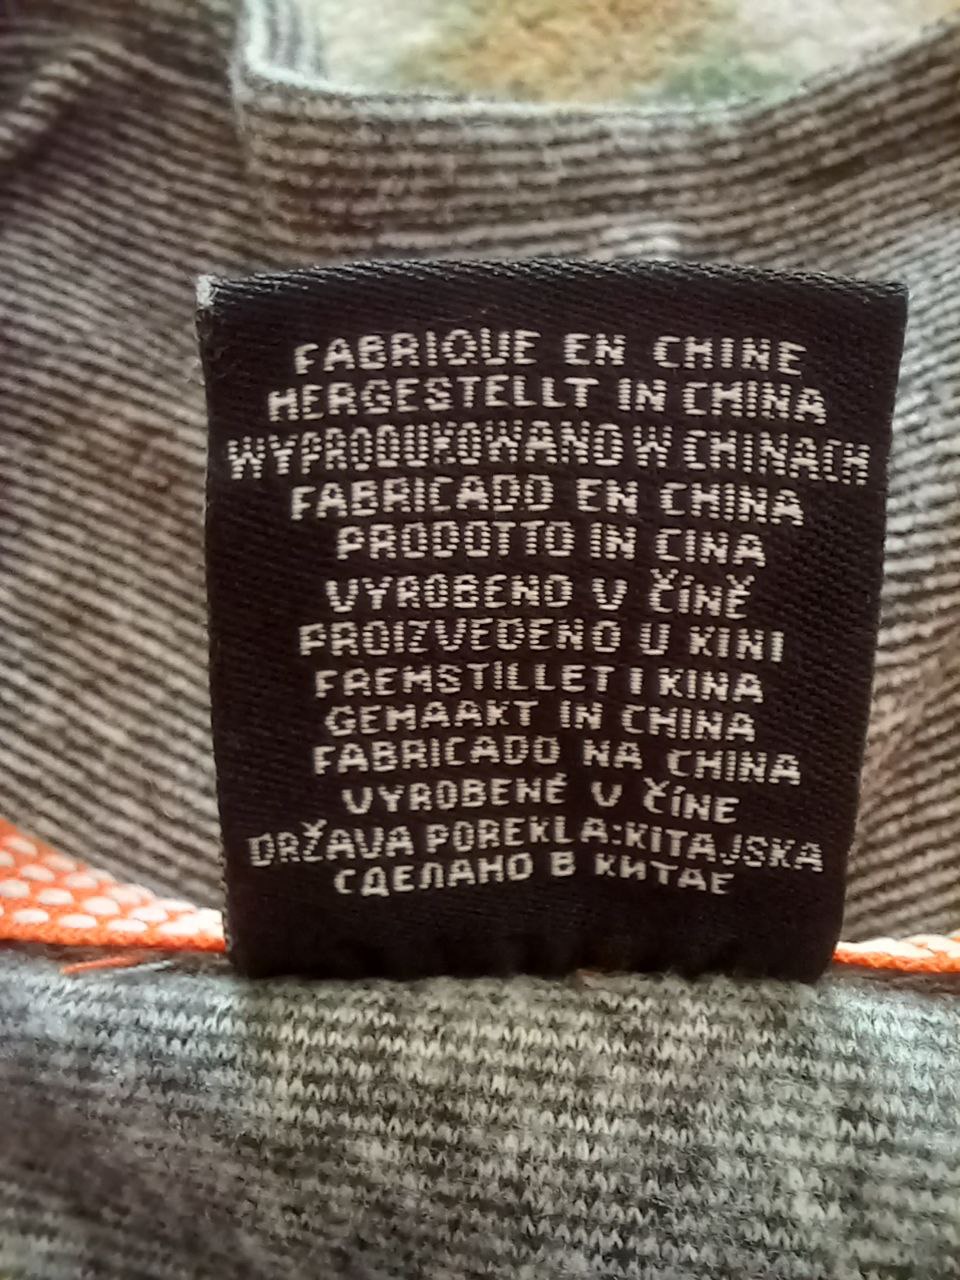 FABRIQUE EN CHINE
HERGESTELLT IN CHINA
WYPRODUKOWANO W CHINACH
FABRICADO EN CHINA
PRODOTTO IN CINA
VYROBENO V ČÍNĚ
PROIZVEDENO U KINI
FREMSTILLET I KINA
GEMAAKT IN CHINA
FABRICADO NA CHINA
VYROBENÉ V ČÍNE
DRŽAVA POREKLA:KITAJSKA
СДЕЛАНО В КИТАЕ